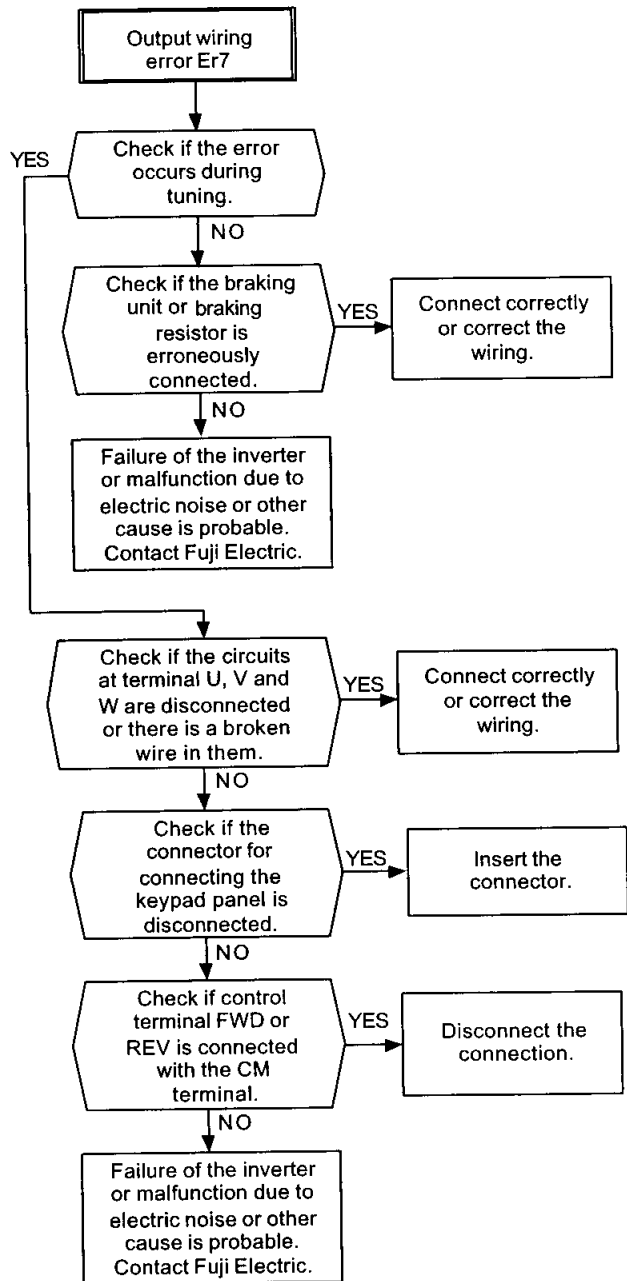 Output wiring
error Er7
YES
Check if the error
occurs during
tuning.
NO
Check if the braking
unit or braking
resistor is
erroneously
connected.
YES
Connect correctly
or correct the
wiring.
NO
Failure of the inverter
or malfunction due to
electric noise or other
cause is probable.
Contact Fuji Electric.
Check if the circuits
at terminal U, V and
W are disconnected
or there is a broken
wire in them.
YES
Connect correctly
or correct the
wiring.
NO
Check if the
connector for
connecting the
keypad panel is
disconnected.
YES
Insert the
connector.
NO
Check if control
terminal FWD or
REV is connected
with the CM
terminal.
YES
Disconnect the
connection.
NO
Failure of the inverter
or malfunction due to
electric noise or other
cause is probable.
Contact Fuji Electric.